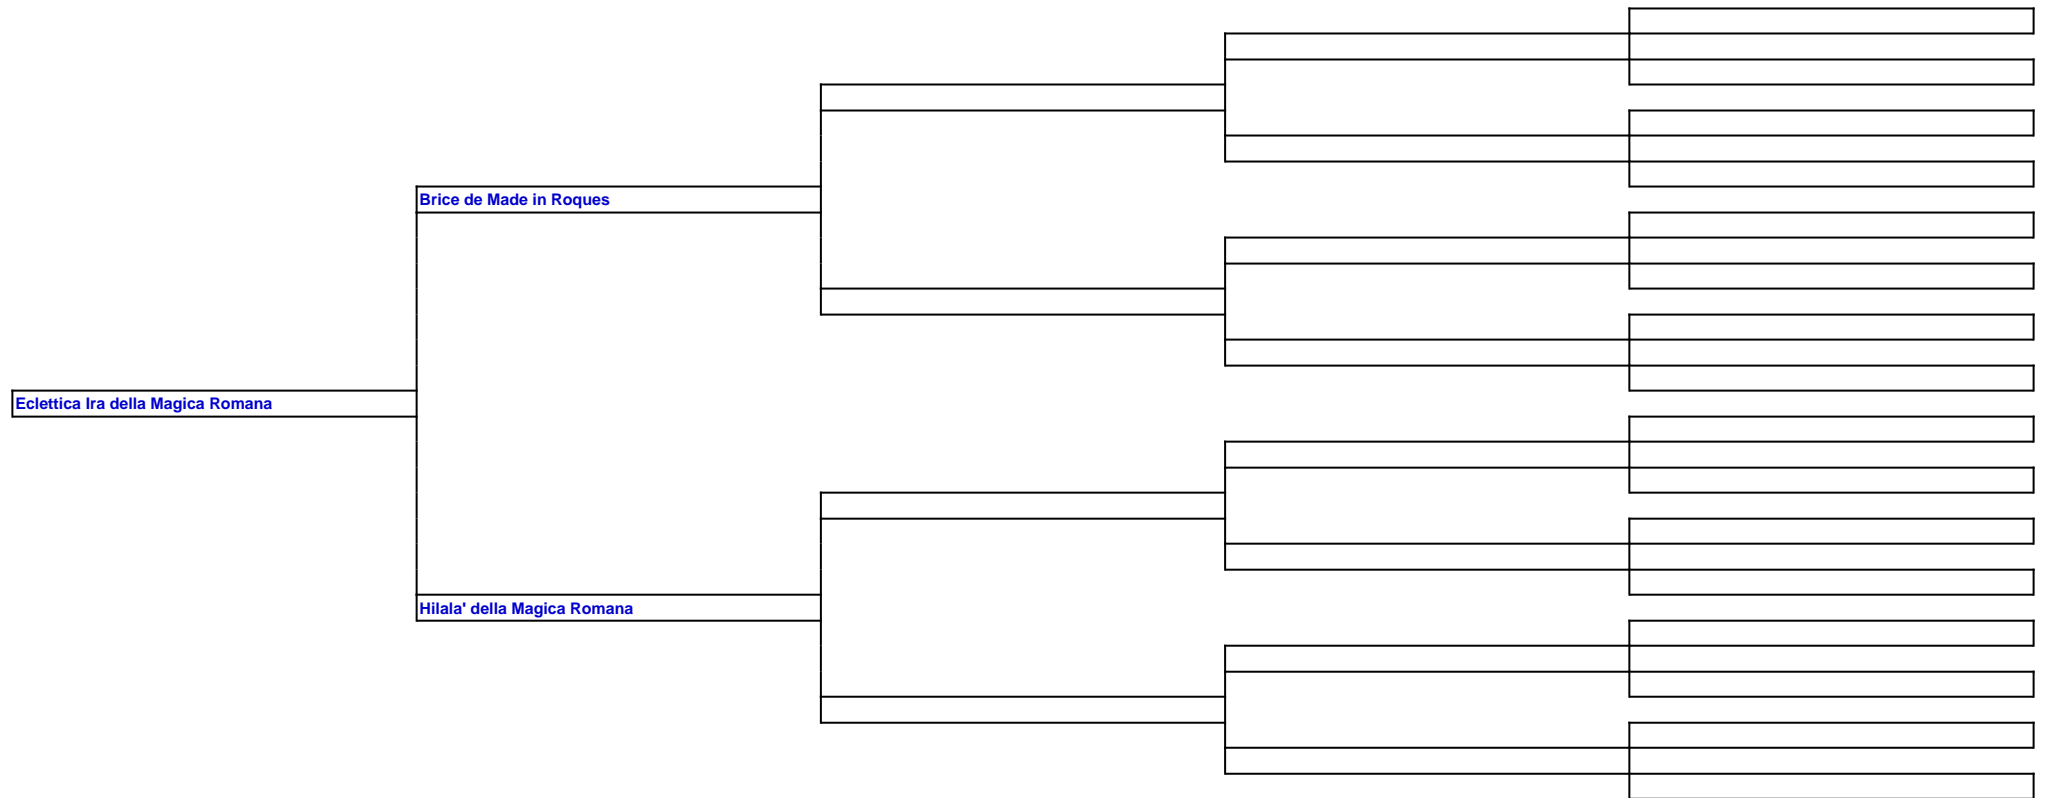 Brice de Made in Roques
Eclettica Ira della Magica Romana
Hilala' della Magica Romana